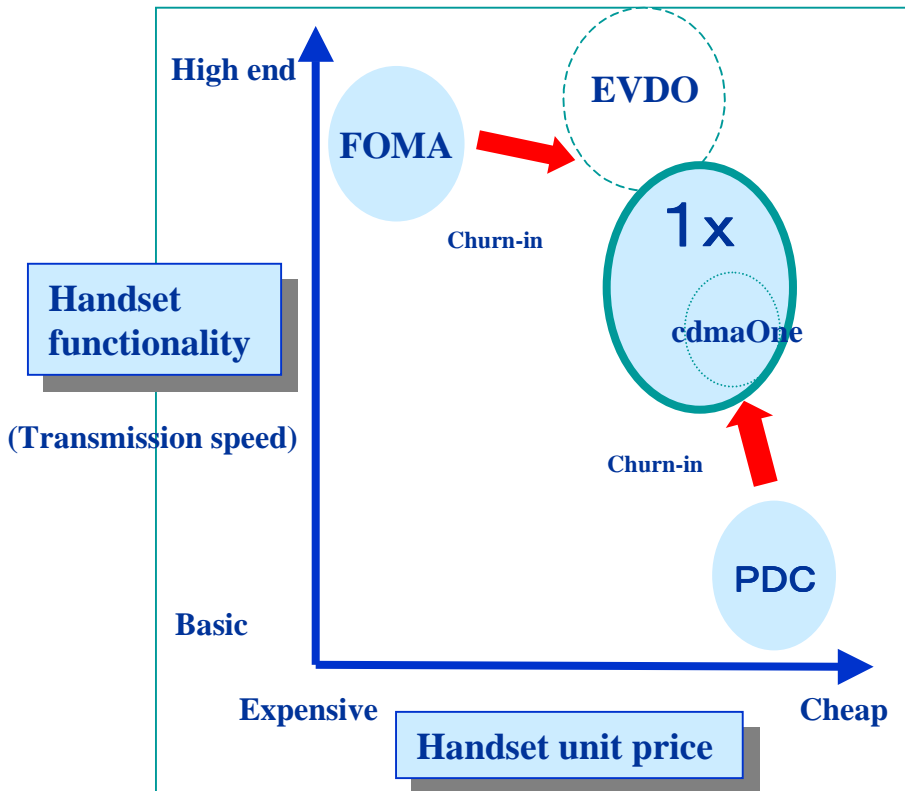 High end
EVDO
FOMA
1x
Churn-in
Handset
functionality
cdmaOne
(Transmission speed)
Churn-in
PDC
Basic
Expensive
Cheap
Handset unit price